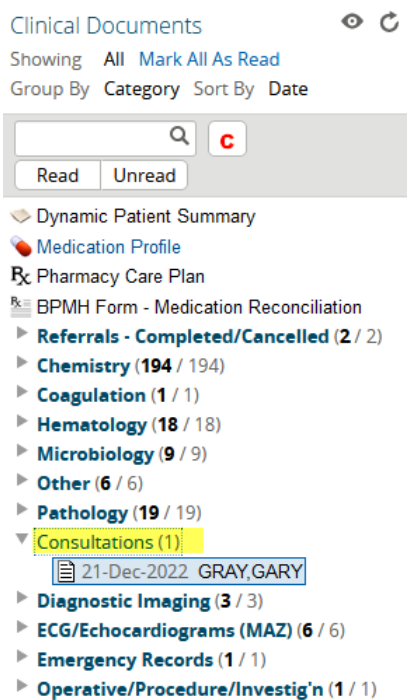 Clinical Documents
Showing All Mark All As Read
Group By Category Sort By Date
C
Read Unread
Dynamic Patient Summary
Medication Profile
Rx Pharmacy Care Plan
Rx BPMH Form - Medication Reconciliation
Referrals - Completed/Cancelled (2 / 2)
Chemistry (194 / 194)
Coagulation (1 / 1)
Hematology (18 / 18)
Microbiology (9 / 9)
Other (6 / 6)
Pathology (19 / 19)
Consultations (1)
21-Dec-2022 GRAY,GARY
Diagnostic Imaging (3 / 3)
ECG/Echocardiograms (MAZ) (6 / 6)
Emergency Records (1 / 1)
Operative/Procedure/Investig'n (1 / 1)